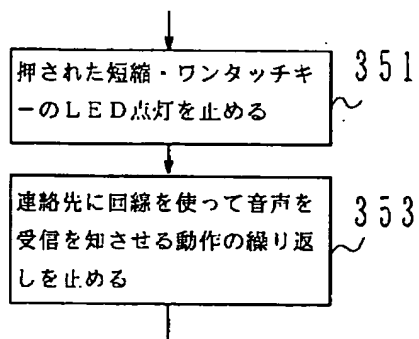 押された短縮・ワンタッチキ
ーのLED点灯を止める
351
連絡先に回線を使って音声を
受信を知させる動作の繰り返
しを止める
353